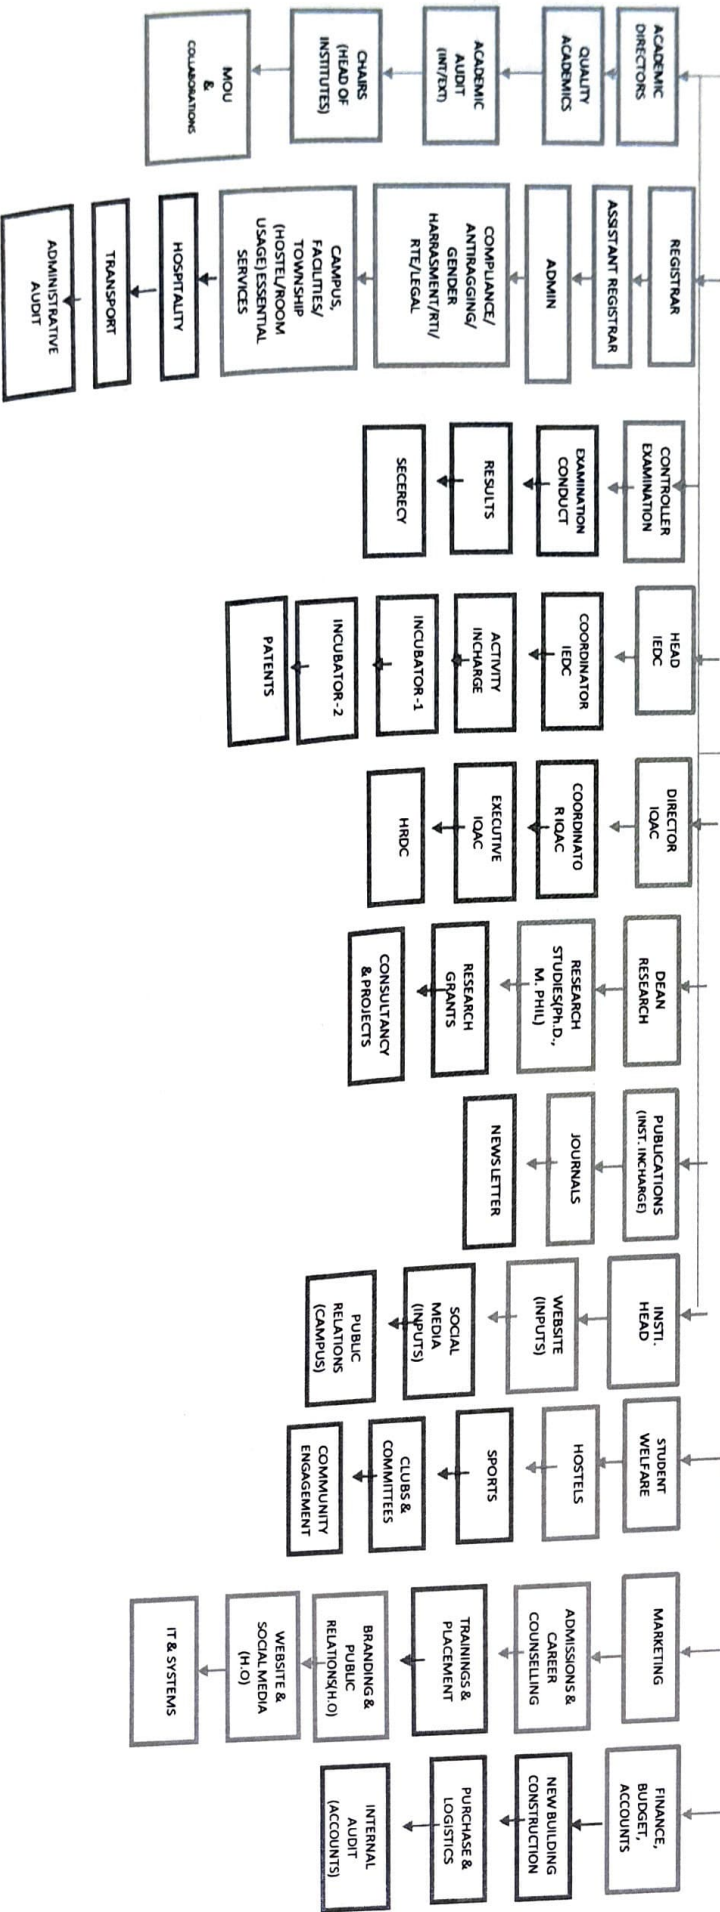 ACADEMIC
DIRECTORS
QUALITY
ACADEMICS
ACADEMIC
AUDIT
(INT/EXT)
CHAIRS
(HEAD OF
INSTITUTES)
MOU
&
COLLABORATIONS
REGISTRAR
ASSISTANT REGISTRAR
ADMIN
COMPLIANCE/
ANTIRAGGING/
GENDER
HARRASMENT/RTI/
RTE/LEGAL
CAMPUS,
FACILITIES/
TOWNSHIP
(HOSTEL/ROOM
USAGE) ESSENTIAL
SERVICES
HOSPITALITY
TRANSPORT
ADMINISTRATIVE
AUDIT
CONTROLLER
EXAMINATION
EXAMINATION
CONDUCT
RESULTS
SECERECY
HEAD
IEDC
COORDINATOR
IEDC
ACTIVITY
INCHARGE
INCUBATOR-1
INCUBATOR-2
PATENTS
DIRECTOR
IQAC
COORDINATO
R IQAC
EXECUTIVE
IQAC
HRDC
DEAN
RESEARCH
RESEARCH
STUDIES(Ph.D.,
M. PHIL)
RESEARCH
GRANTS
CONSULTANCY
& PROJECTS
PUBLICATIONS
(INST. INCHARGE)
JOURNALS
NEWSLETTER
INSTI.
HEAD
WEBSITE
(INPUTS)
SOCIAL
MEDIA
(INPUTS)
PUBLIC
RELATIONS
(CAMPUS)
STUDENT
WELFARE
HOSTELS
SPORTS
CLUBS &
COMMITTEES
COMMUNITY
ENGAGEMENT
MARKETING
ADMISSIONS &
CAREER
COUNSELLING
TRAININGS &
PLACEMENT
BRANDING &
PUBLIC
RELATIONS(H.O)
WEBSITE &
SOCIAL MEDIA
(H.O)
IT & SYSTEMS
FINANCE,
BUDGET,
ACCOUNTS
NEW BUILDING
CONSTRUCTION
PURCHASE &
LOGISTICS
INTERNAL
AUDIT
(ACCOUNTS)